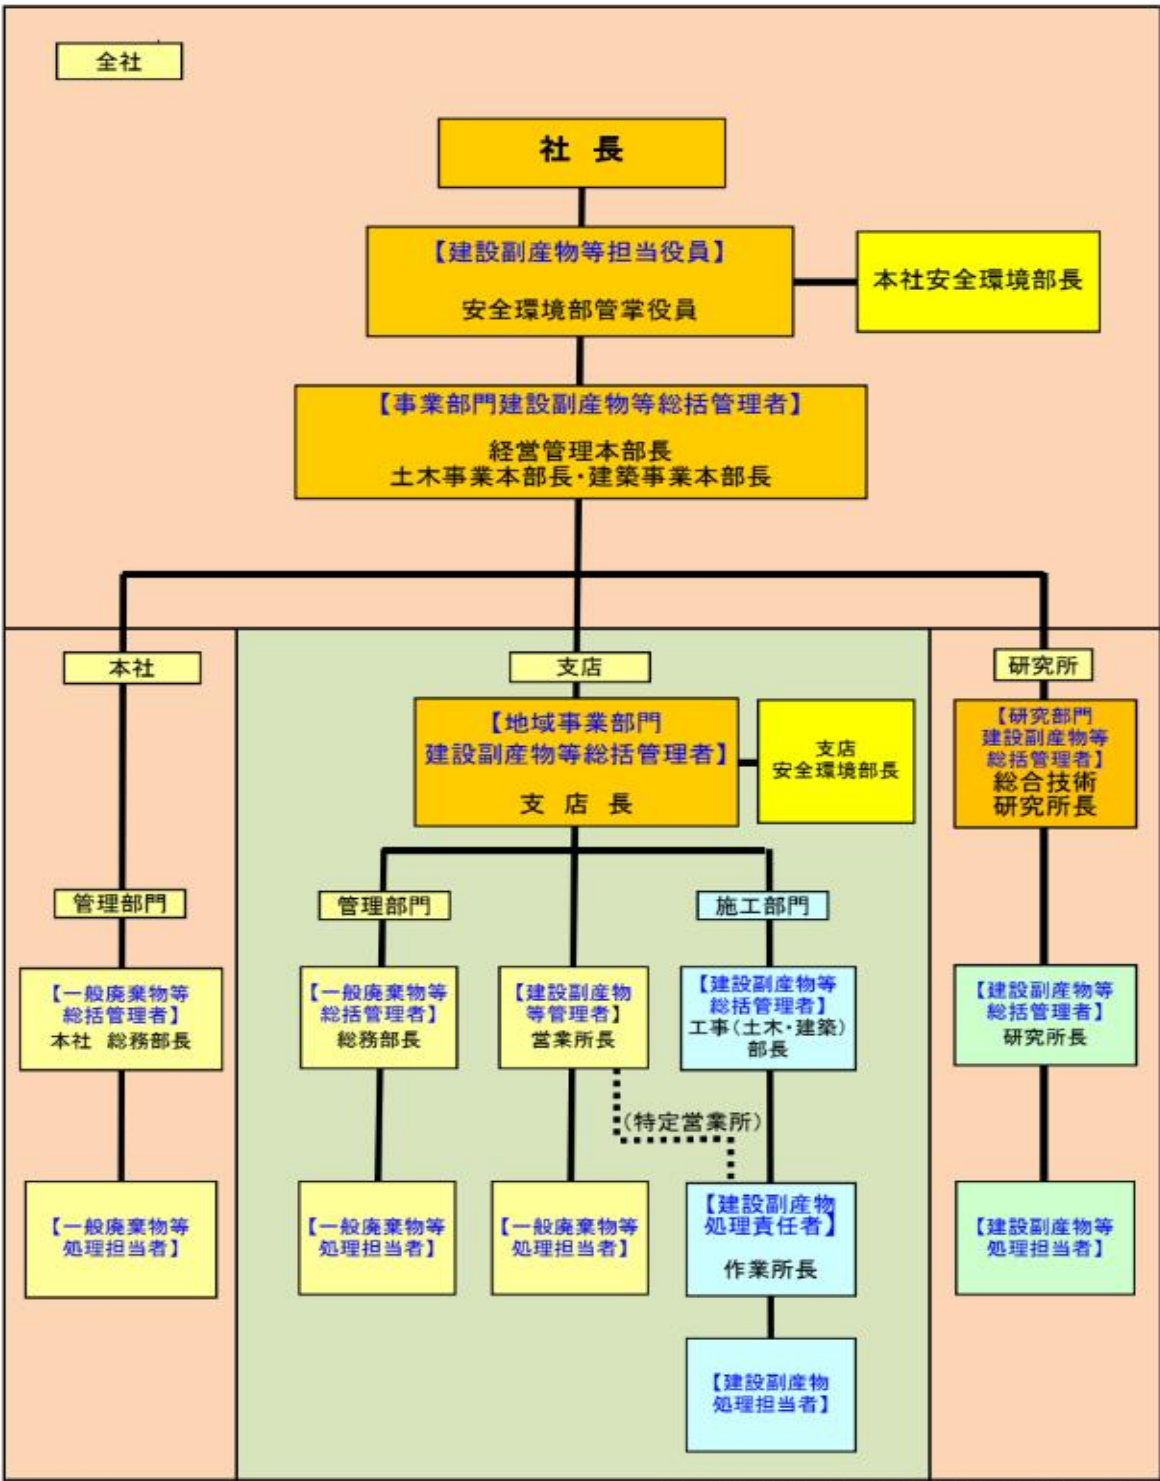 全社
社 長
【建設副産物等担当役員】
安全環境部管掌役員
本社安全環境部長
【事業部門建設副産物等総括管理者】
経営管理本部長
土木事業本部長・建築事業本部長
本社
支店
研究所
【地域事業部門
建設副産物等総括管理者】
支 店 長
支店
安全環境部長
【研究部門
建設副産物等
総括管理者】
総合技術
研究所長
管理部門
管理部門
施工部門
【一般廃棄物等
総括管理者】
本社 総務部長
【一般廃棄物等
総括管理者】
総務部長
【建設副産物
等管理者】
営業所長
【建設副産物等
総括管理者】
工事(土木・建築)
部長
【建設副産物等
総括管理者】
研究所長
(特定営業所)
【一般廃棄物等
処理担当者】
【一般廃棄物等
処理担当者】
【一般廃棄物等
処理担当者】
【建設副産物
処理責任者】
作業所長
【建設副産物等
処理担当者】
【建設副産物
処理担当者】